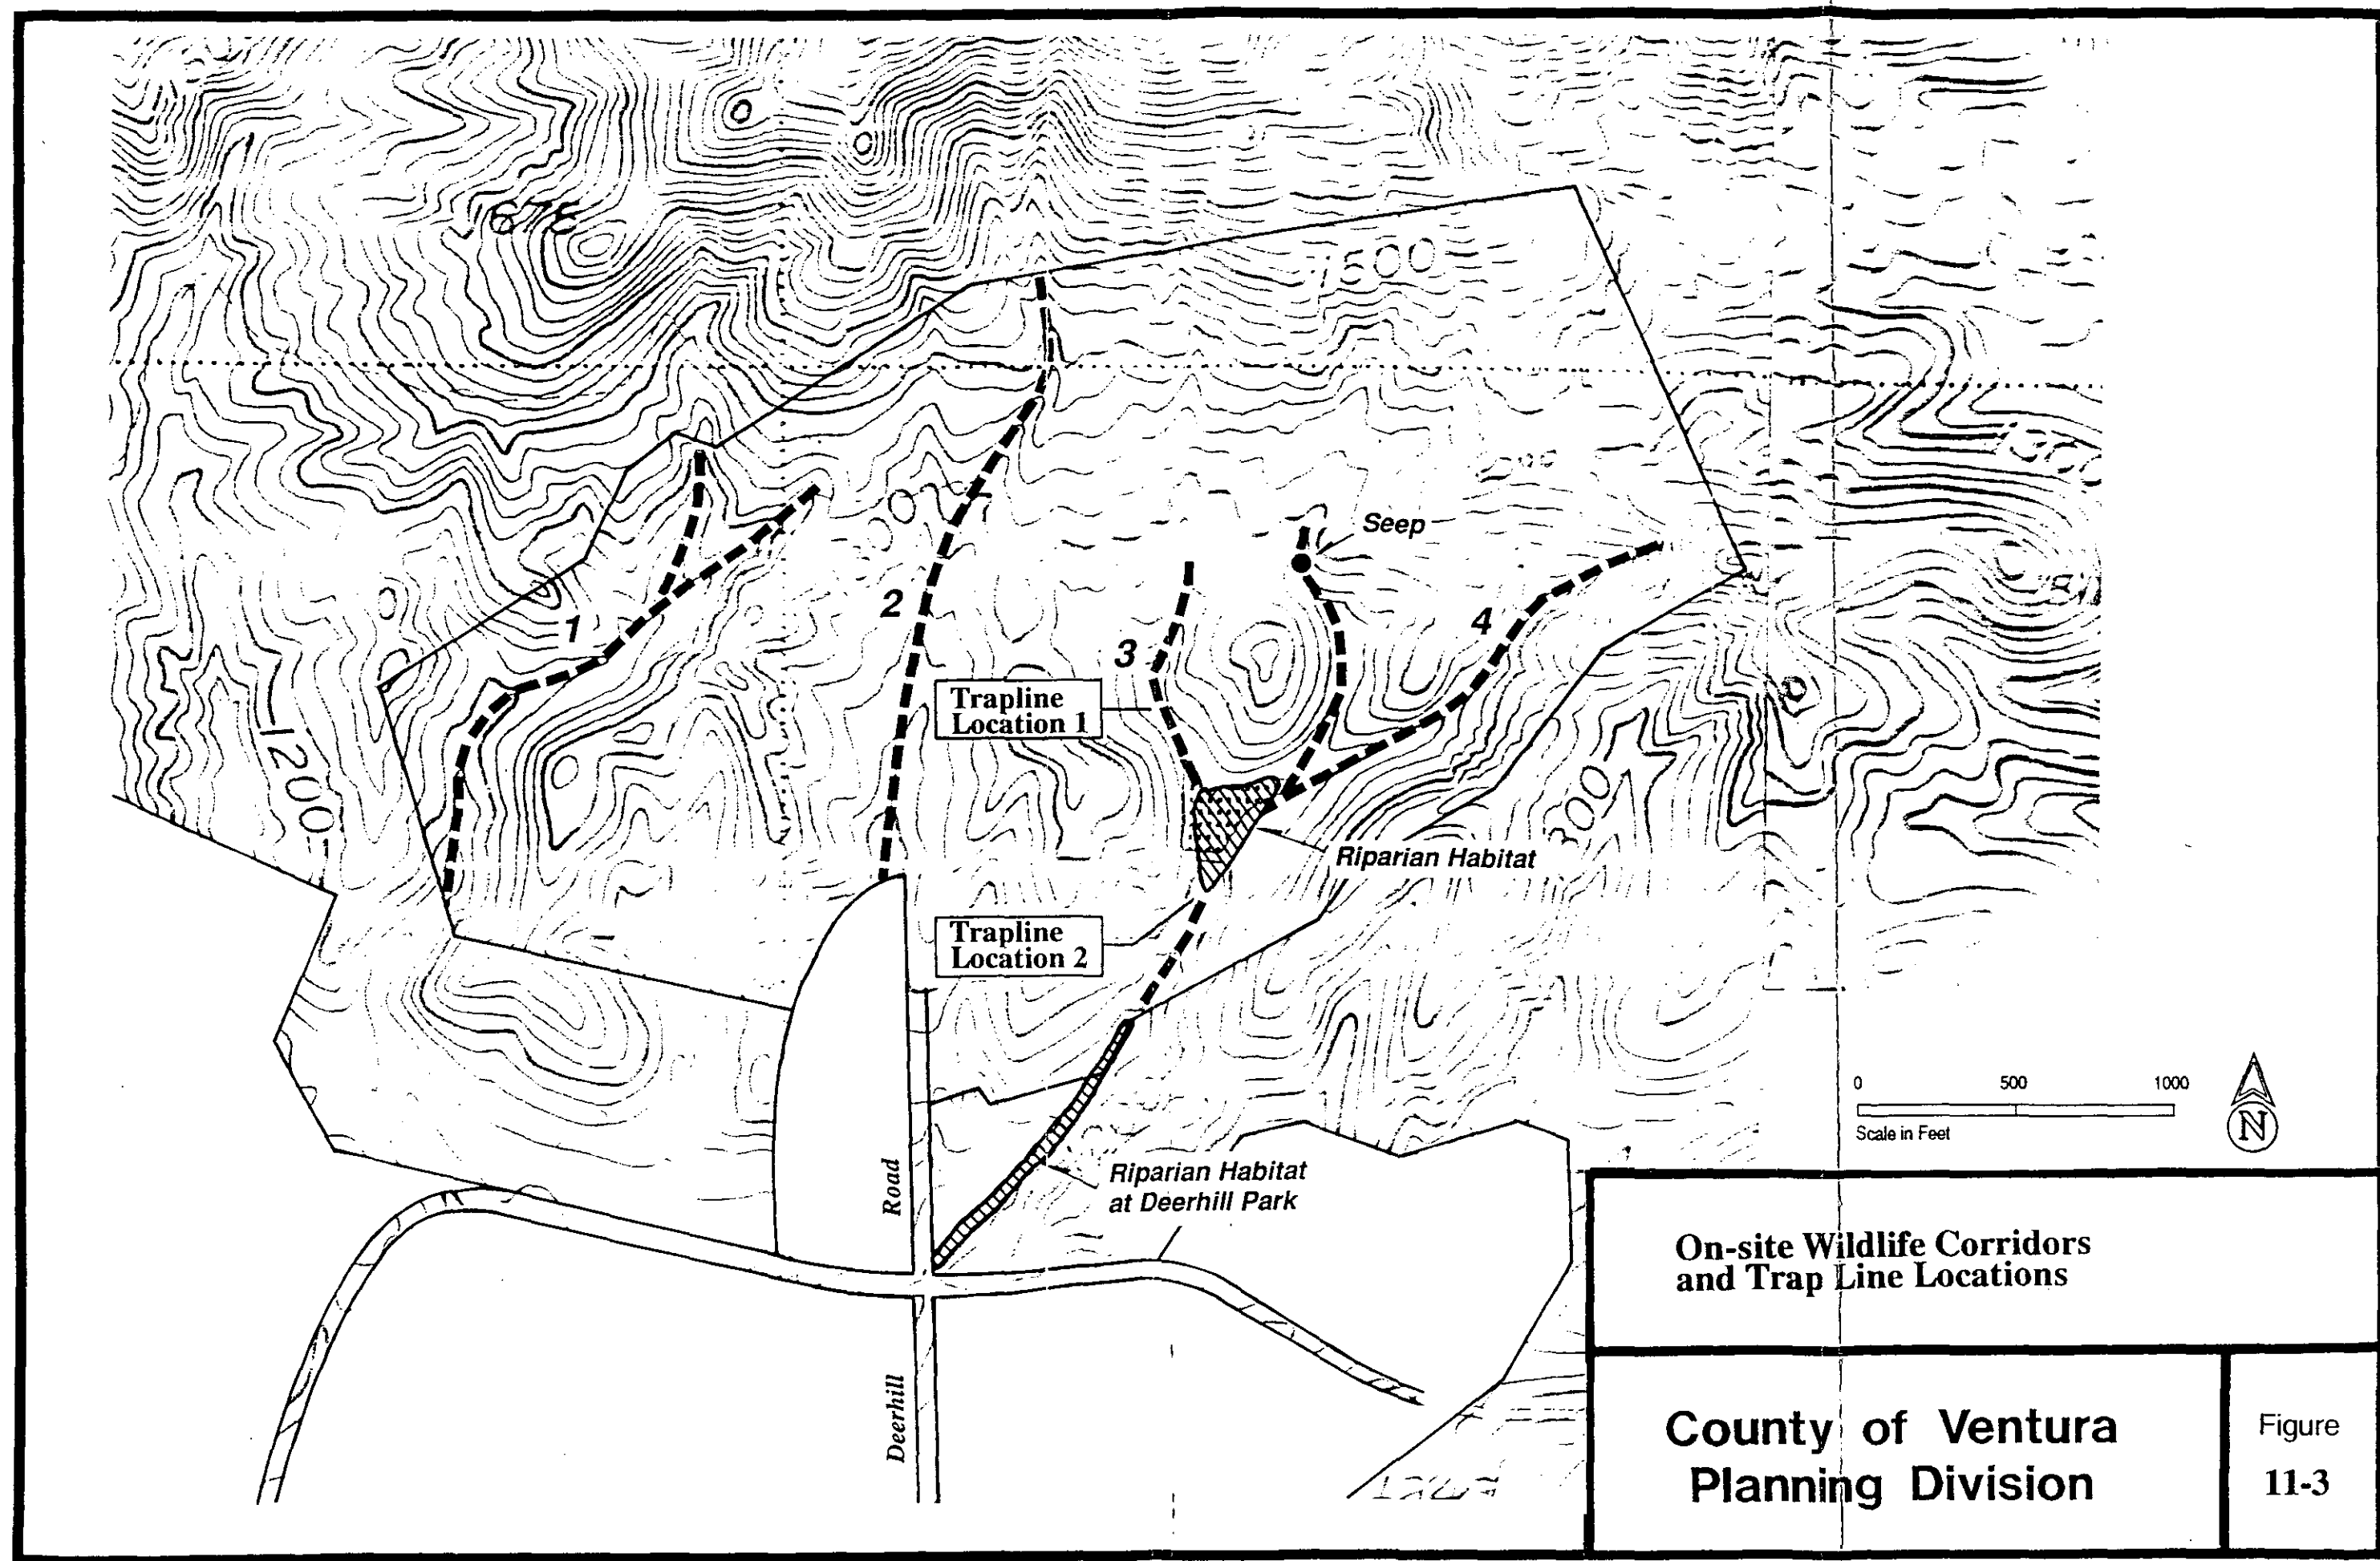 1678
1500
Seep
1
2
3
4
Trapline
Location 1
1200
300
Riparian Habitat
Trapline
Location 2
0 500 1000
Scale in Feet
N
Riparian Habitat
at Deerhill Park
Road
Deerhill
On-site Wildlife Corridors
and Trap Line Locations
County of Ventura
Planning Division
Figure
11-3